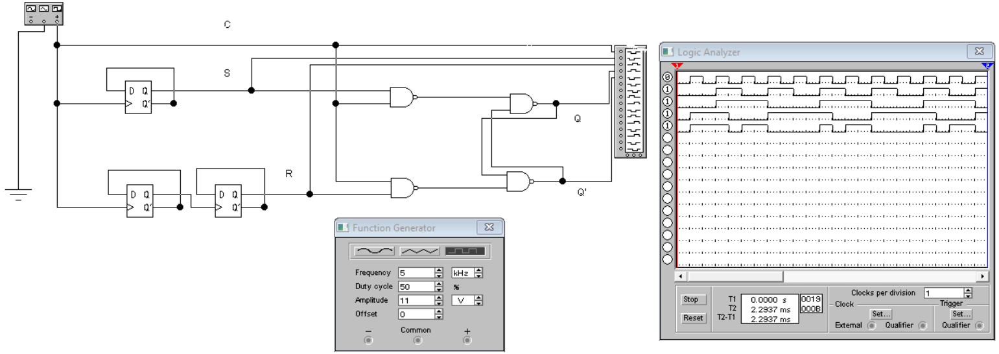 − +
C
S
D Q
Q'
Q
R
D Q
Q'
D Q
Q'
Q'
Function Generator
Frequency 5 kHz
Duty cycle 50 %
Amplitude 11 V
Offset 0
− Common +
Logic Analyzer
1 2
0
1
1
1
1
Clocks per division 1
Stop
Reset
T1 0.0000 s 0019
T2 2.2937 ms 000B
T2-T1 2.2937 ms
Clock
Set...
External Qualifier
Trigger
Set...
Qualifier